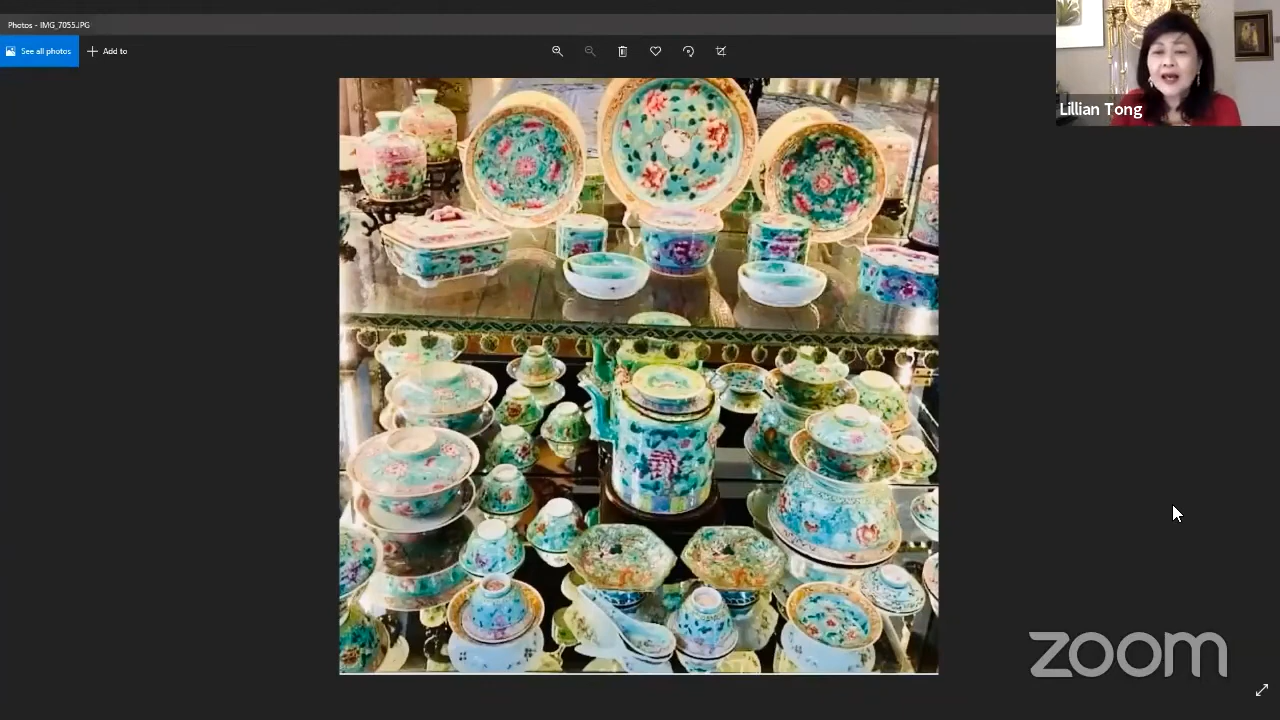 Photos - IMG_7055.JPG
See all photos
Add to
Lillian Tong
zoom